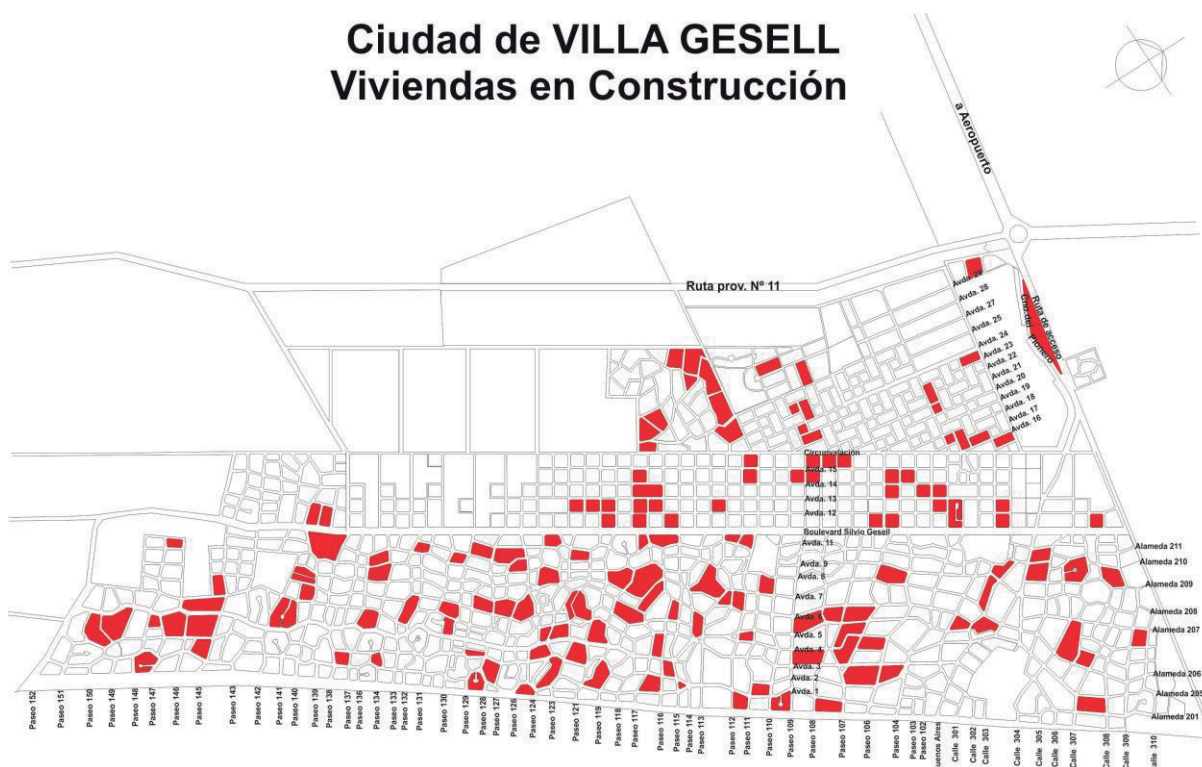 Ciudad de VILLA GESELL
Viviendas en Construcción
a Aeropuerto
Ruta prov. Nº 11
Ruta de acceso
Cno.del Pionero
Avda. 29
Avda. 28
Avda. 27
Avda. 25
Avda. 24
Avda. 23
Avda. 22
Avda. 21
Avda. 20
Avda. 19
Avda. 18
Avda. 17
Avda. 16
Circunvalación
Avda. 15
Avda. 14
Avda. 13
Avda. 12
Boulevard Silvio Gesell
Avda. 11
Avda. 9
Avda. 8
Avda. 7
Avda. 6
Avda. 5
Avda. 4
Avda. 3
Avda. 2
Avda. 1
Alameda 211
Alameda 210
Alameda 209
Alameda 208
Alameda 207
Alameda 206
Alameda 205
Alameda 201
Paseo 152
Paseo 151
Paseo 150
Paseo 149
Paseo 148
Paseo 147
Paseo 146
Paseo 145
Paseo 143
Paseo 142
Paseo 141
Paseo 140
Paseo 139
Paseo 138
Paseo 137
Paseo 136
Paseo 134
Paseo 133
Paseo 132
Paseo 131
Paseo 130
Paseo 129
Paseo 128
Paseo 127
Paseo 126
Paseo 124
Paseo 123
Paseo 121
Paseo 119
Paseo 118
Paseo 117
Paseo 116
Paseo 115
Paseo 114
Paseo 113
Paseo 112
Paseo 111
Paseo 110
Paseo 109
Paseo 108
Paseo 107
Paseo 106
Paseo 104
Paseo 103
Paseo 102
uenos Aires
Calle 301
Calle 302
Calle 303
Calle 304
Calle 305
Calle 306
Calle 307
Calle 308
Calle 309
Calle 310